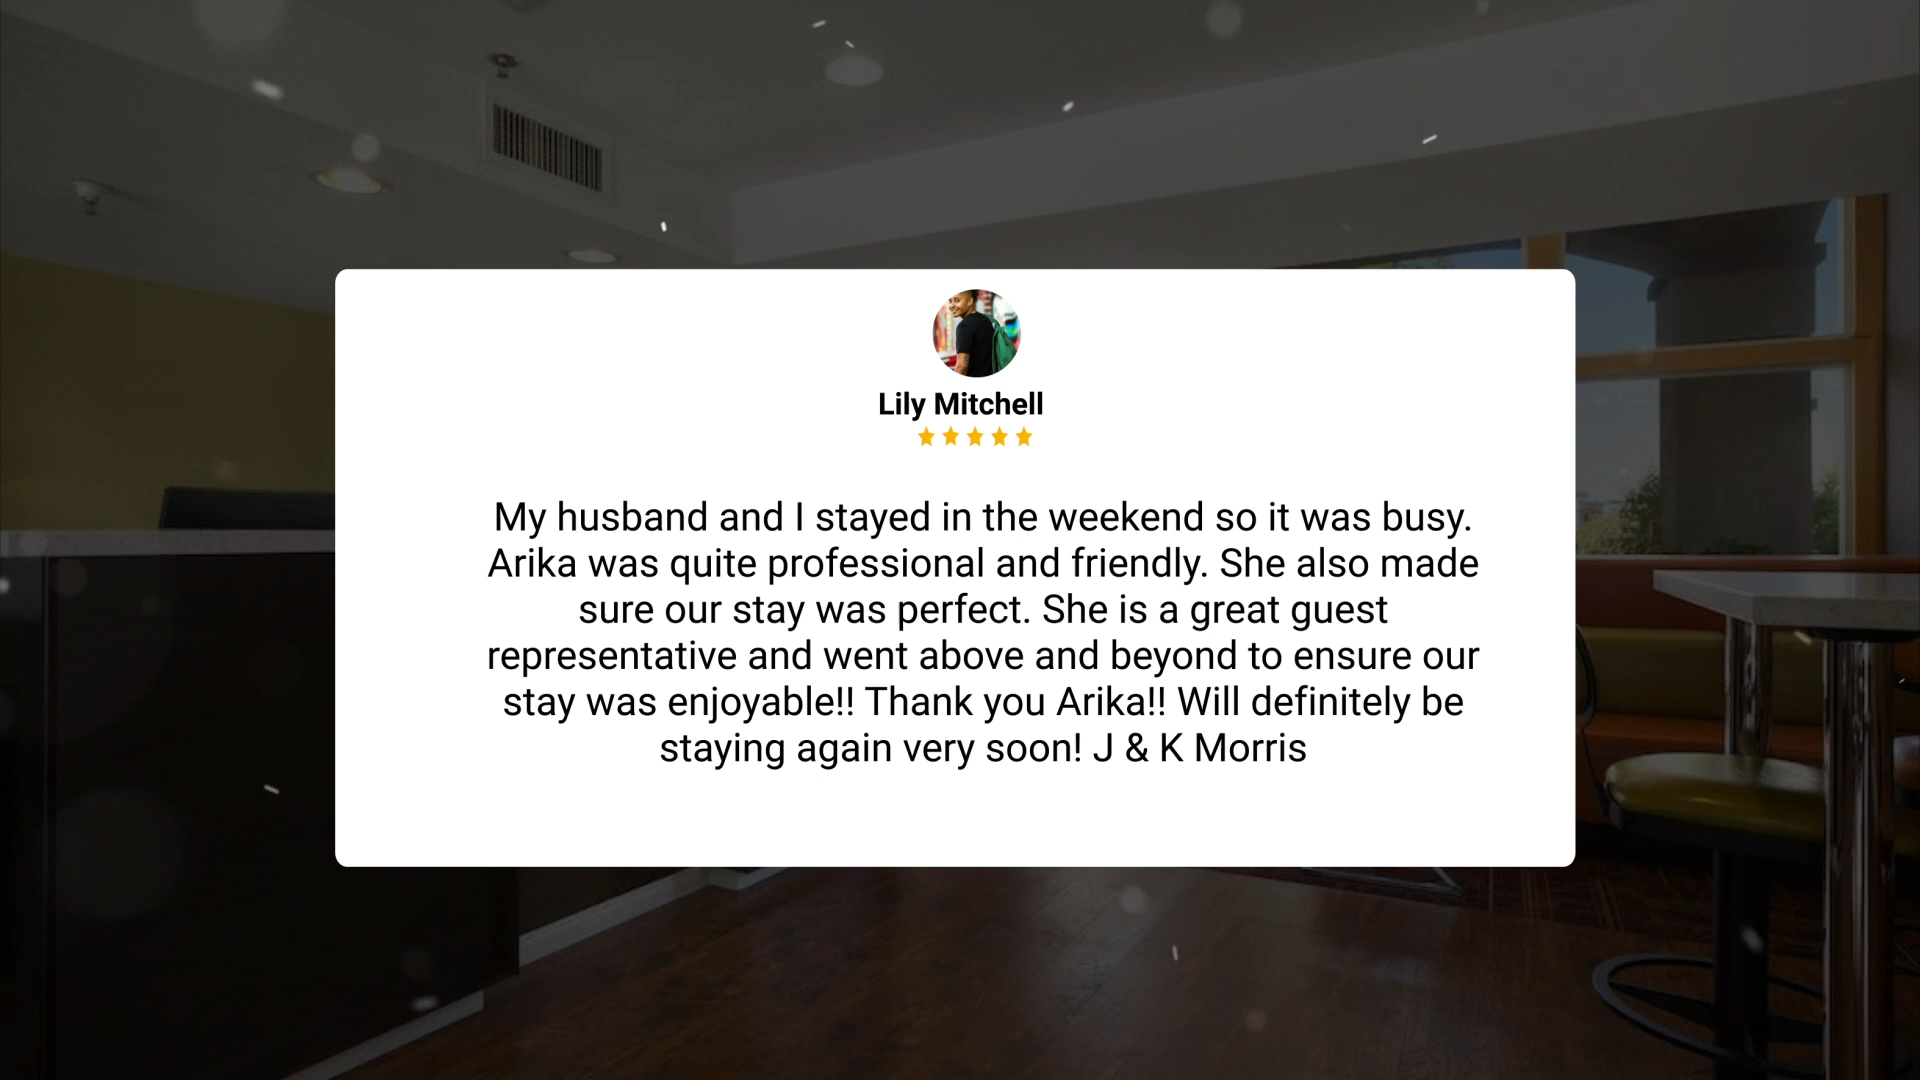 Lily Mitchell
My husband and I stayed in the weekend so it was busy.
Arika was quite professional and friendly. She also made
sure our stay was perfect. She is a great guest
representative and went above and beyond to ensure our
stay was enjoyable!! Thank you Arika!! Will definitely be
staying again very soon! J & K Morris